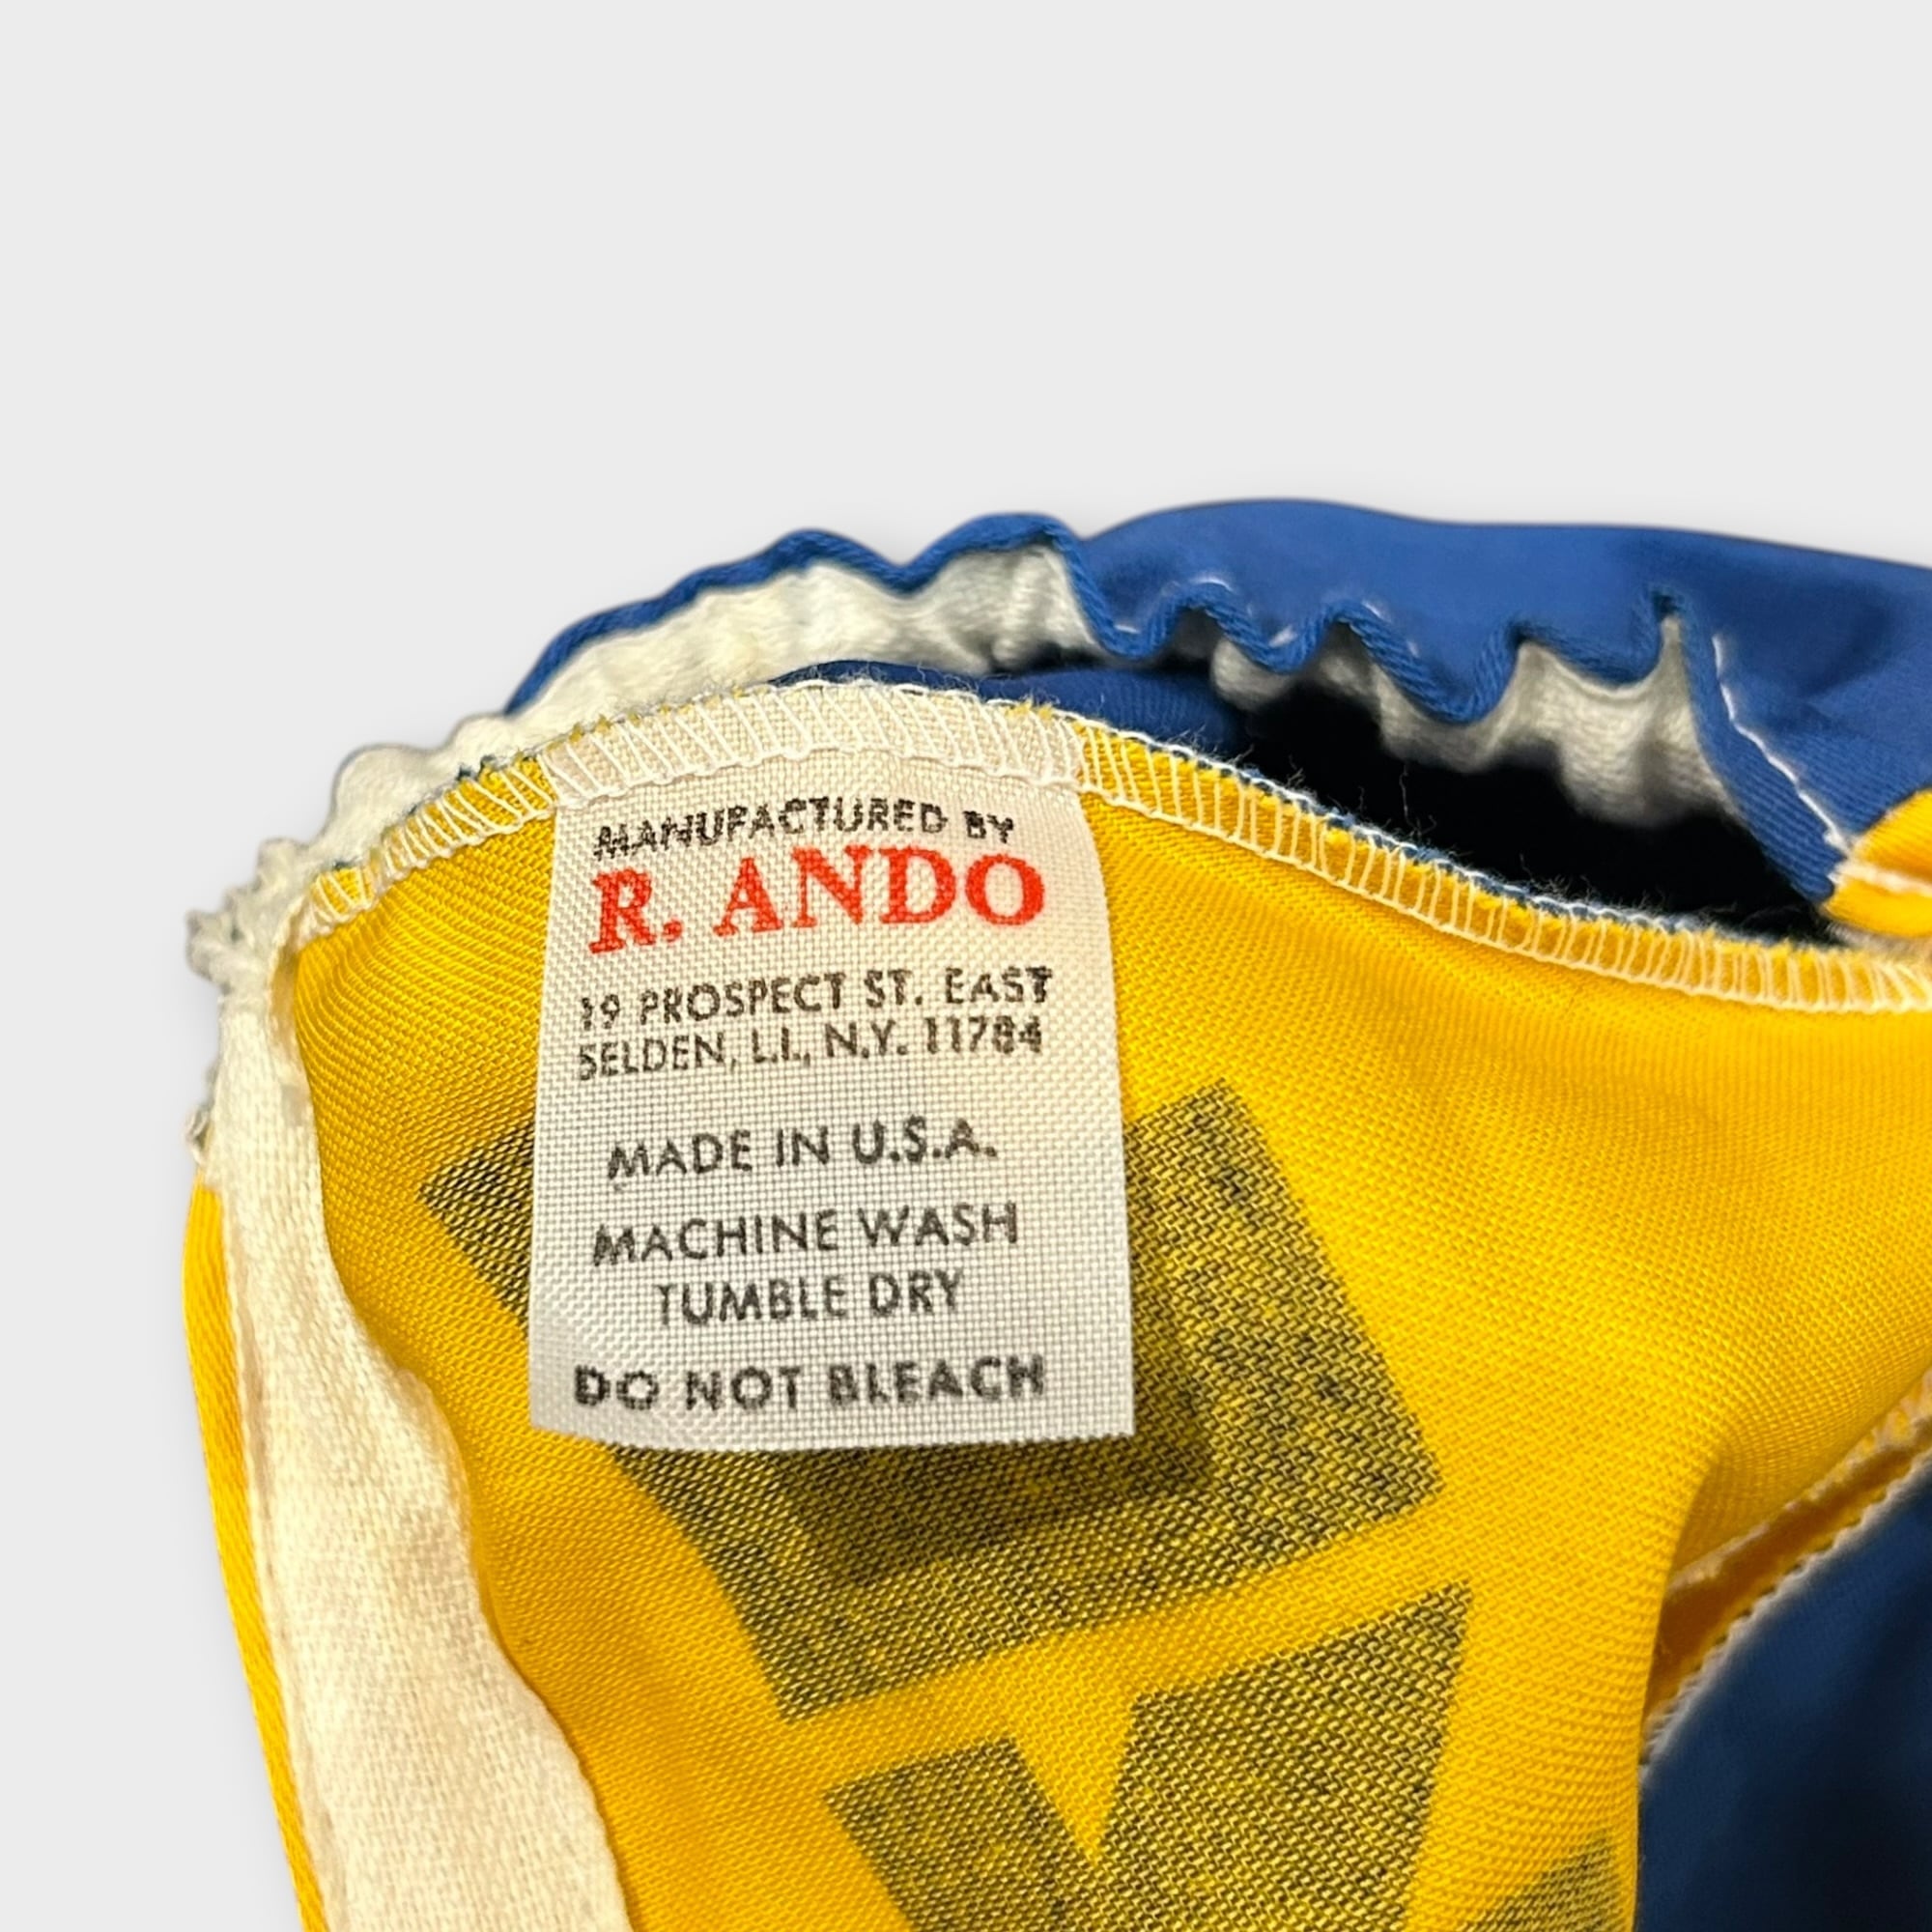 MANUFACTURED BY
R. ANDO
19 PROSPECT ST. EAST
SELDEN, L.I., N.Y. 11784
MADE IN U.S.A.
MACHINE WASH
TUMBLE DRY
DO NOT BLEACH